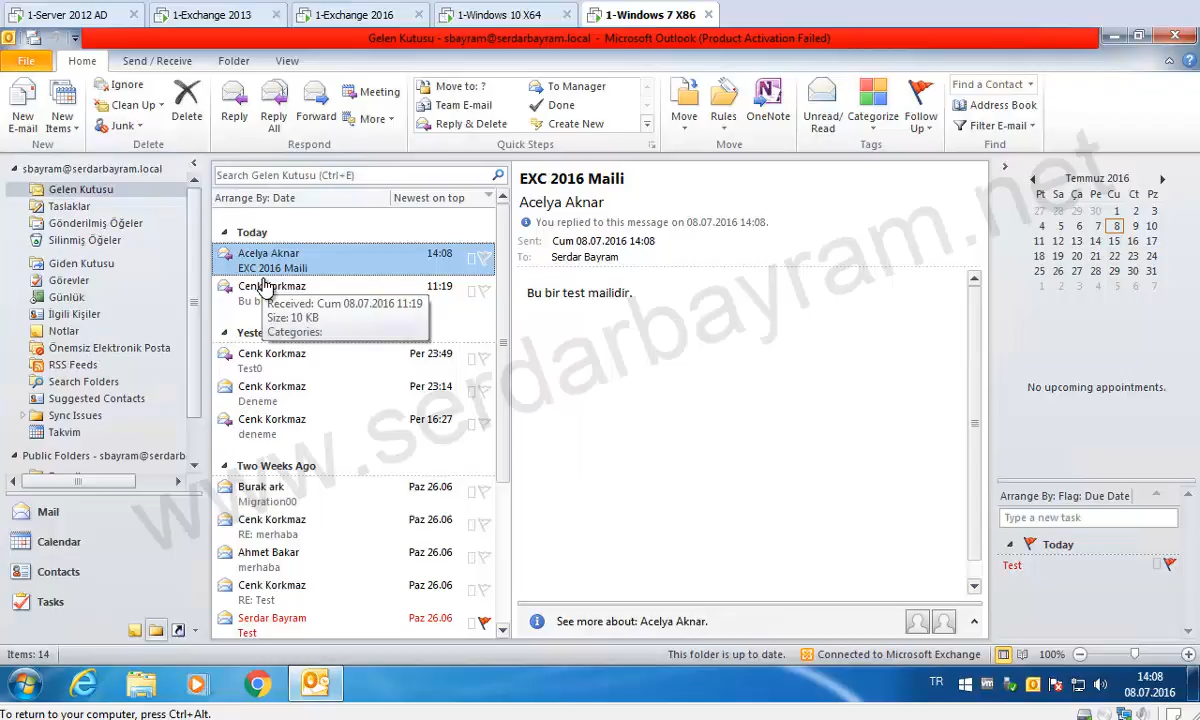 1-Server 2012 AD
1-Exchange 2013
1-Exchange 2016
1-Windows 10 X64
1-Windows 7 X86
Gelen Kutusu - sbayram@serdarbayram.local - Microsoft Outlook (Product Activation Failed)
File
Home
Send / Receive
Folder
View
New E-mail
New Items
New
Ignore
Clean Up
Junk
Delete
Delete
Reply
Reply All
Forward
Meeting
More
Respond
Move to: ?
Team E-mail
Reply & Delete
To Manager
Done
Create New
Quick Steps
Move
Rules
OneNote
Move
Unread/ Read
Categorize
Follow Up
Tags
Find a Contact
Address Book
Filter E-mail
Find
sbayram@serdarbayram.local
Gelen Kutusu
Taslaklar
Gönderilmiş Öğeler
Silinmiş Öğeler
Giden Kutusu
Görevler
Günlük
İlgili Kişiler
Notlar
Önemsiz Elektronik Posta
RSS Feeds
Search Folders
Suggested Contacts
Sync Issues
Takvim
Public Folders - sbayram@serdarb
Mail
Calendar
Contacts
Tasks
Search Gelen Kutusu (Ctrl+E)
Arrange By: Date
Newest on top
Today
Acelya Aknar 14:08
EXC 2016 Maili
Cenk Korkmaz 11:19
Bu b
Received: Cum 08.07.2016 11:19
Size: 10 KB
Categories:
Yeste
Cenk Korkmaz Per 23:49
Test0
Cenk Korkmaz Per 23:14
Deneme
Cenk Korkmaz Per 16:27
deneme
Two Weeks Ago
Burak ark Paz 26.06
Migration00
Cenk Korkmaz Paz 26.06
RE: merhaba
Ahmet Bakar Paz 26.06
merhaba
Cenk Korkmaz Paz 26.06
RE: Test
Serdar Bayram Paz 26.06
Test
EXC 2016 Maili
Acelya Aknar
You replied to this message on 08.07.2016 14:08.
Sent: Cum 08.07.2016 14:08
To: Serdar Bayram
Bu bir test mailidir.
See more about: Acelya Aknar.
Temmuz 2016
Pt Sa Ça Pe Cu Ct Pz
27 28 29 30 1 2 3
4 5 6 7 8 9 10
11 12 13 14 15 16 17
18 19 20 21 22 23 24
25 26 27 28 29 30 31
1 2 3 4 5 6 7
No upcoming appointments.
Arrange By: Flag: Due Date
Type a new task
Today
Test
www.serdarbayram.net
Items: 14
This folder is up to date.
Connected to Microsoft Exchange
100%
TR
14:08
08.07.2016
To return to your computer, press Ctrl+Alt.